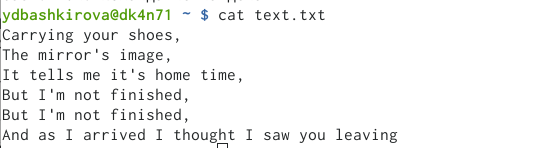 ydbashkirova@dk4n71 ~ $ cat text.txt
Carrying your shoes,
The mirror's image,
It tells me it's home time,
But I'm not finished,
But I'm not finished,
And as I arrived I thought I saw you leaving